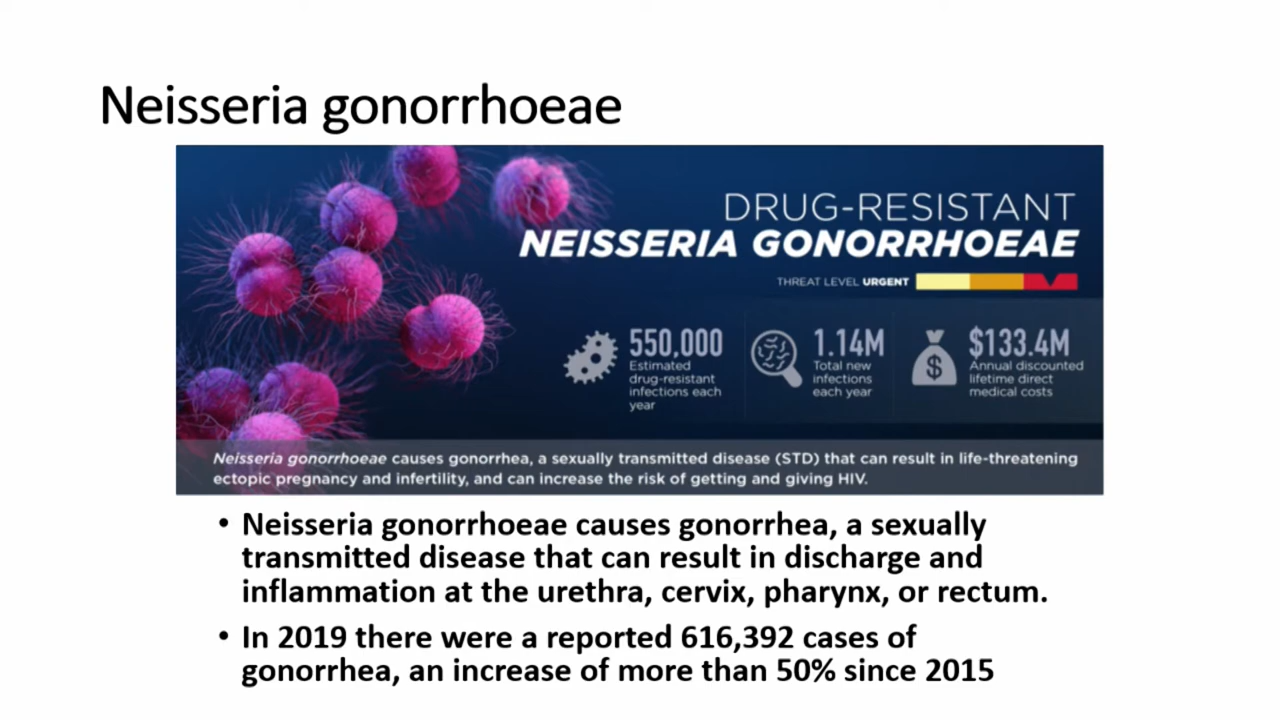 Neisseria gonorrhoeae
DRUG-RESISTANT
NEISSERIA GONORRHOEAE
THREAT LEVEL URGENT
550,000
Estimated
drug-resistant
infections each
year
1.14M
Total new
infections
each year
$
$133.4M
Annual discounted
lifetime direct
medical costs
Neisseria gonorrhoeae causes gonorrhea, a sexually transmitted disease (STD) that can result in life-threatening
ectopic pregnancy and infertility, and can increase the risk of getting and giving HIV.
• Neisseria gonorrhoeae causes gonorrhea, a sexually
transmitted disease that can result in discharge and
inflammation at the urethra, cervix, pharynx, or rectum.
• In 2019 there were a reported 616,392 cases of
gonorrhea, an increase of more than 50% since 2015